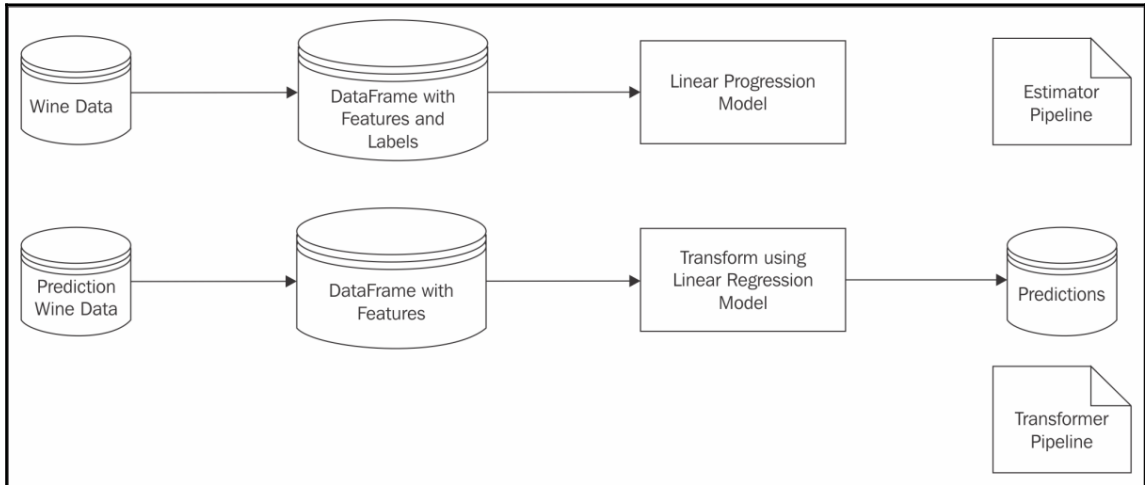 Wine Data
DataFrame with
Features and
Labels
Linear Progression
Model
Estimator
Pipeline
Prediction
Wine Data
DataFrame with
Features
Transform using
Linear Regression
Model
Predictions
Transformer
Pipeline